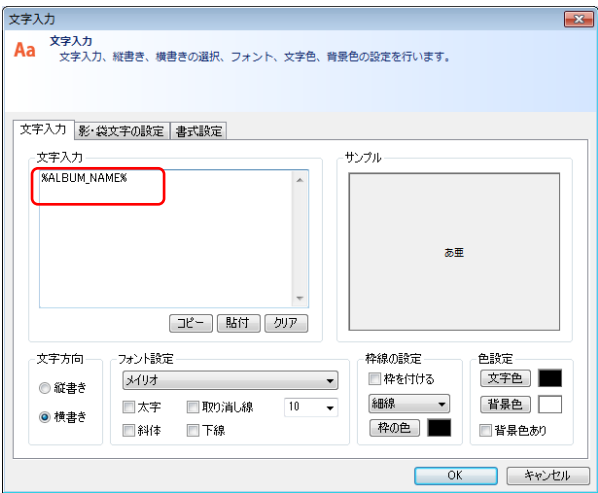 文字入力
Aa
文字入力
文字入力、縦書き、横書きの選択、フォント、文字色、背景色の設定を行います。
文字入力 影・袋文字の設定 書式設定
文字入力
%ALBUM_NAME%
コピー 貼付 クリア
サンプル
あ亜
文字方向
縦書き
横書き
フォント設定
メイリオ
太字 取り消し線 10
斜体 下線
枠線の設定
枠を付ける
細線
枠の色
色設定
文字色
背景色
背景色あり
OK キャンセル